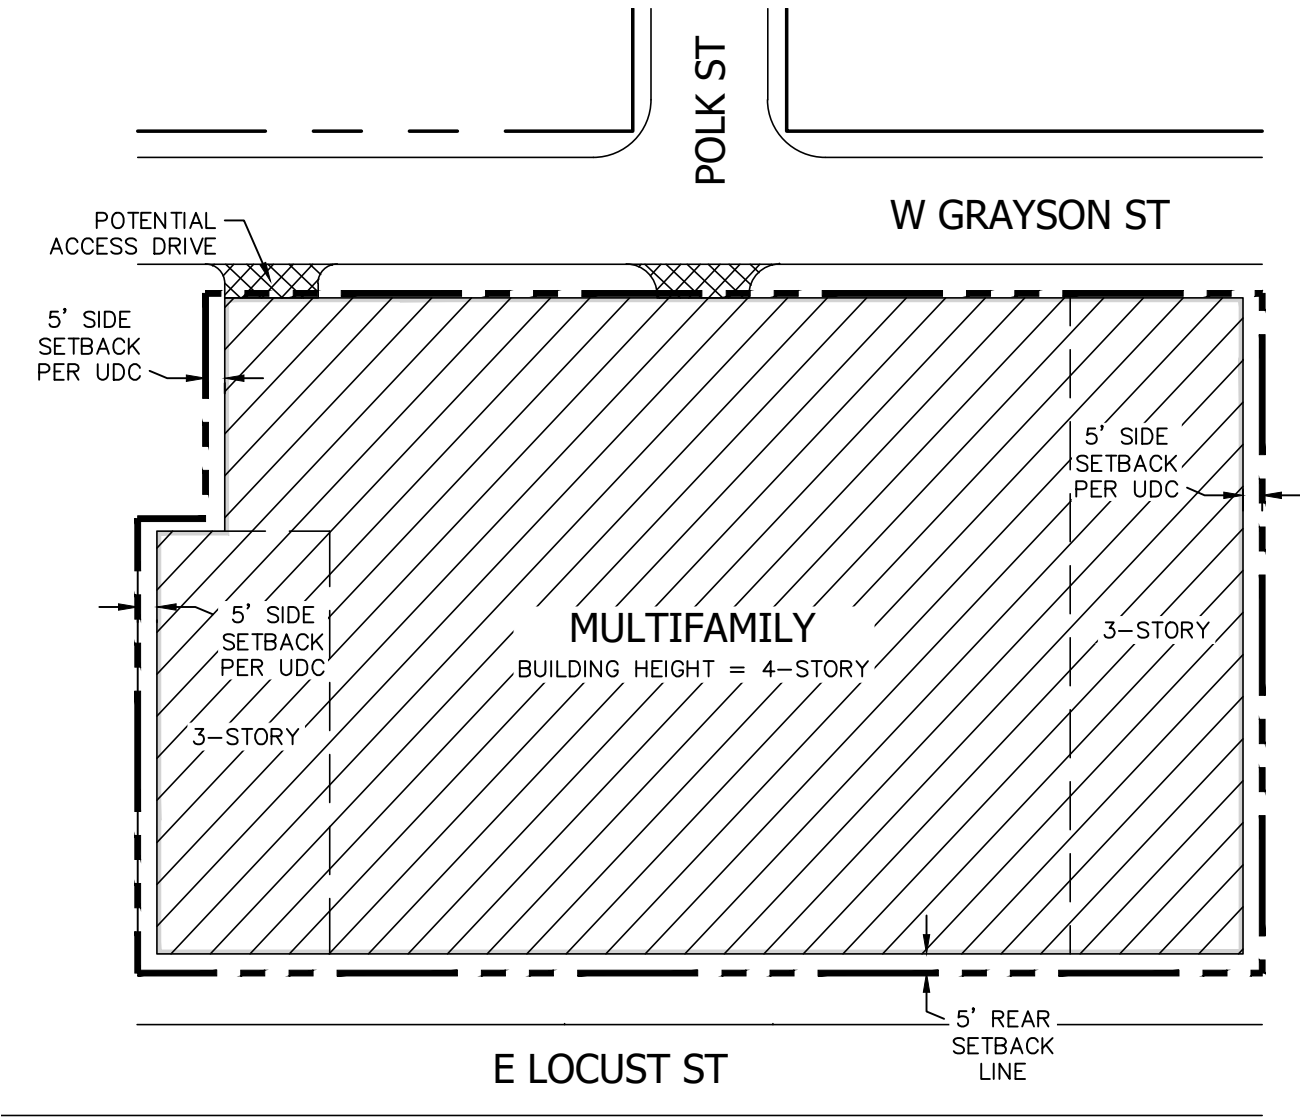 POLK ST
W GRAYSON ST
POTENTIAL
ACCESS DRIVE
5' SIDE
SETBACK
PER UDC
5' SIDE
SETBACK
PER UDC
5' SIDE
SETBACK
PER UDC
MULTIFAMILY
BUILDING HEIGHT = 4-STORY
3-STORY
3-STORY
5' REAR
SETBACK
LINE
E LOCUST ST